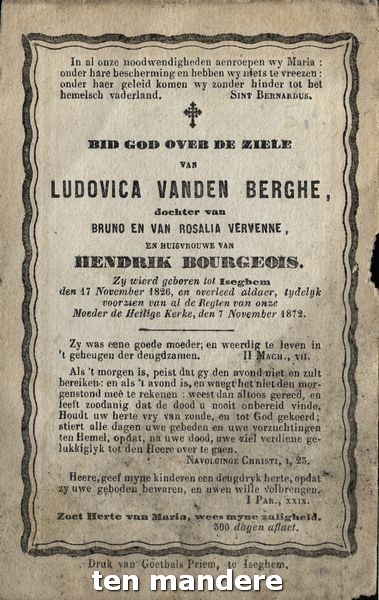 In al onze noodwendigheden aenroepen wy Maria :
onder hare bescherming en hebben wy niets te vreezen:
onder haer geleid komen wy zonder hinder tot het
hemelsch vaderland. SINT BERNARDUS.
BID GOD OVER DE ZIELE
VAN
LUDOVICA VANDEN BERGHE,
dochter van
BRUNO EN VAN ROSALIA VERVENNE,
EN HUISVROUWE VAN
HENDRIK BOURGEOIS.
Zy wierd geboren tot Iseghem
den 17 November 1826, en overleed aldaer, tydelyk
voorzien van al de Regten van onze
Moeder de Heilige Kerke, den 7 November 1872.
Zy was eene goede moeder; en weerdig te leven in
't geheugen der deugdzamen. II MACH., VII.
Als 't morgen is, peist dat gy den avond niet en zult
bereiken: en als 't avond is, en waegt het niet den mor-
genstond meê te rekenen : weest dan altoos gereed, en
leeft zoodanig dat de dood u nooit onbereid vinde,
Houdt uw herte vry van zonde, en tot God gekeerd;
stiert alle dagen uwe gebeden en uwe verzuchtingen
ten Hemel, opdat, na uwe dood, uwe ziel verdiene ge-
lukkiglyk tot den Heere over te gaen.
NAVOLGINGE CHRISTI, I, 23.
Heere, geef myne kinderen een deugdryk herte, opdat
zy uwe geboden bewaren, en uwen wille volbrengen.
I PAR., XXIX.
Zoet Herte van Maria, wees myne zaligheid.
300 dagen aflaet.
Druk van Goethals Priem, te Iseghem.
ten mandere